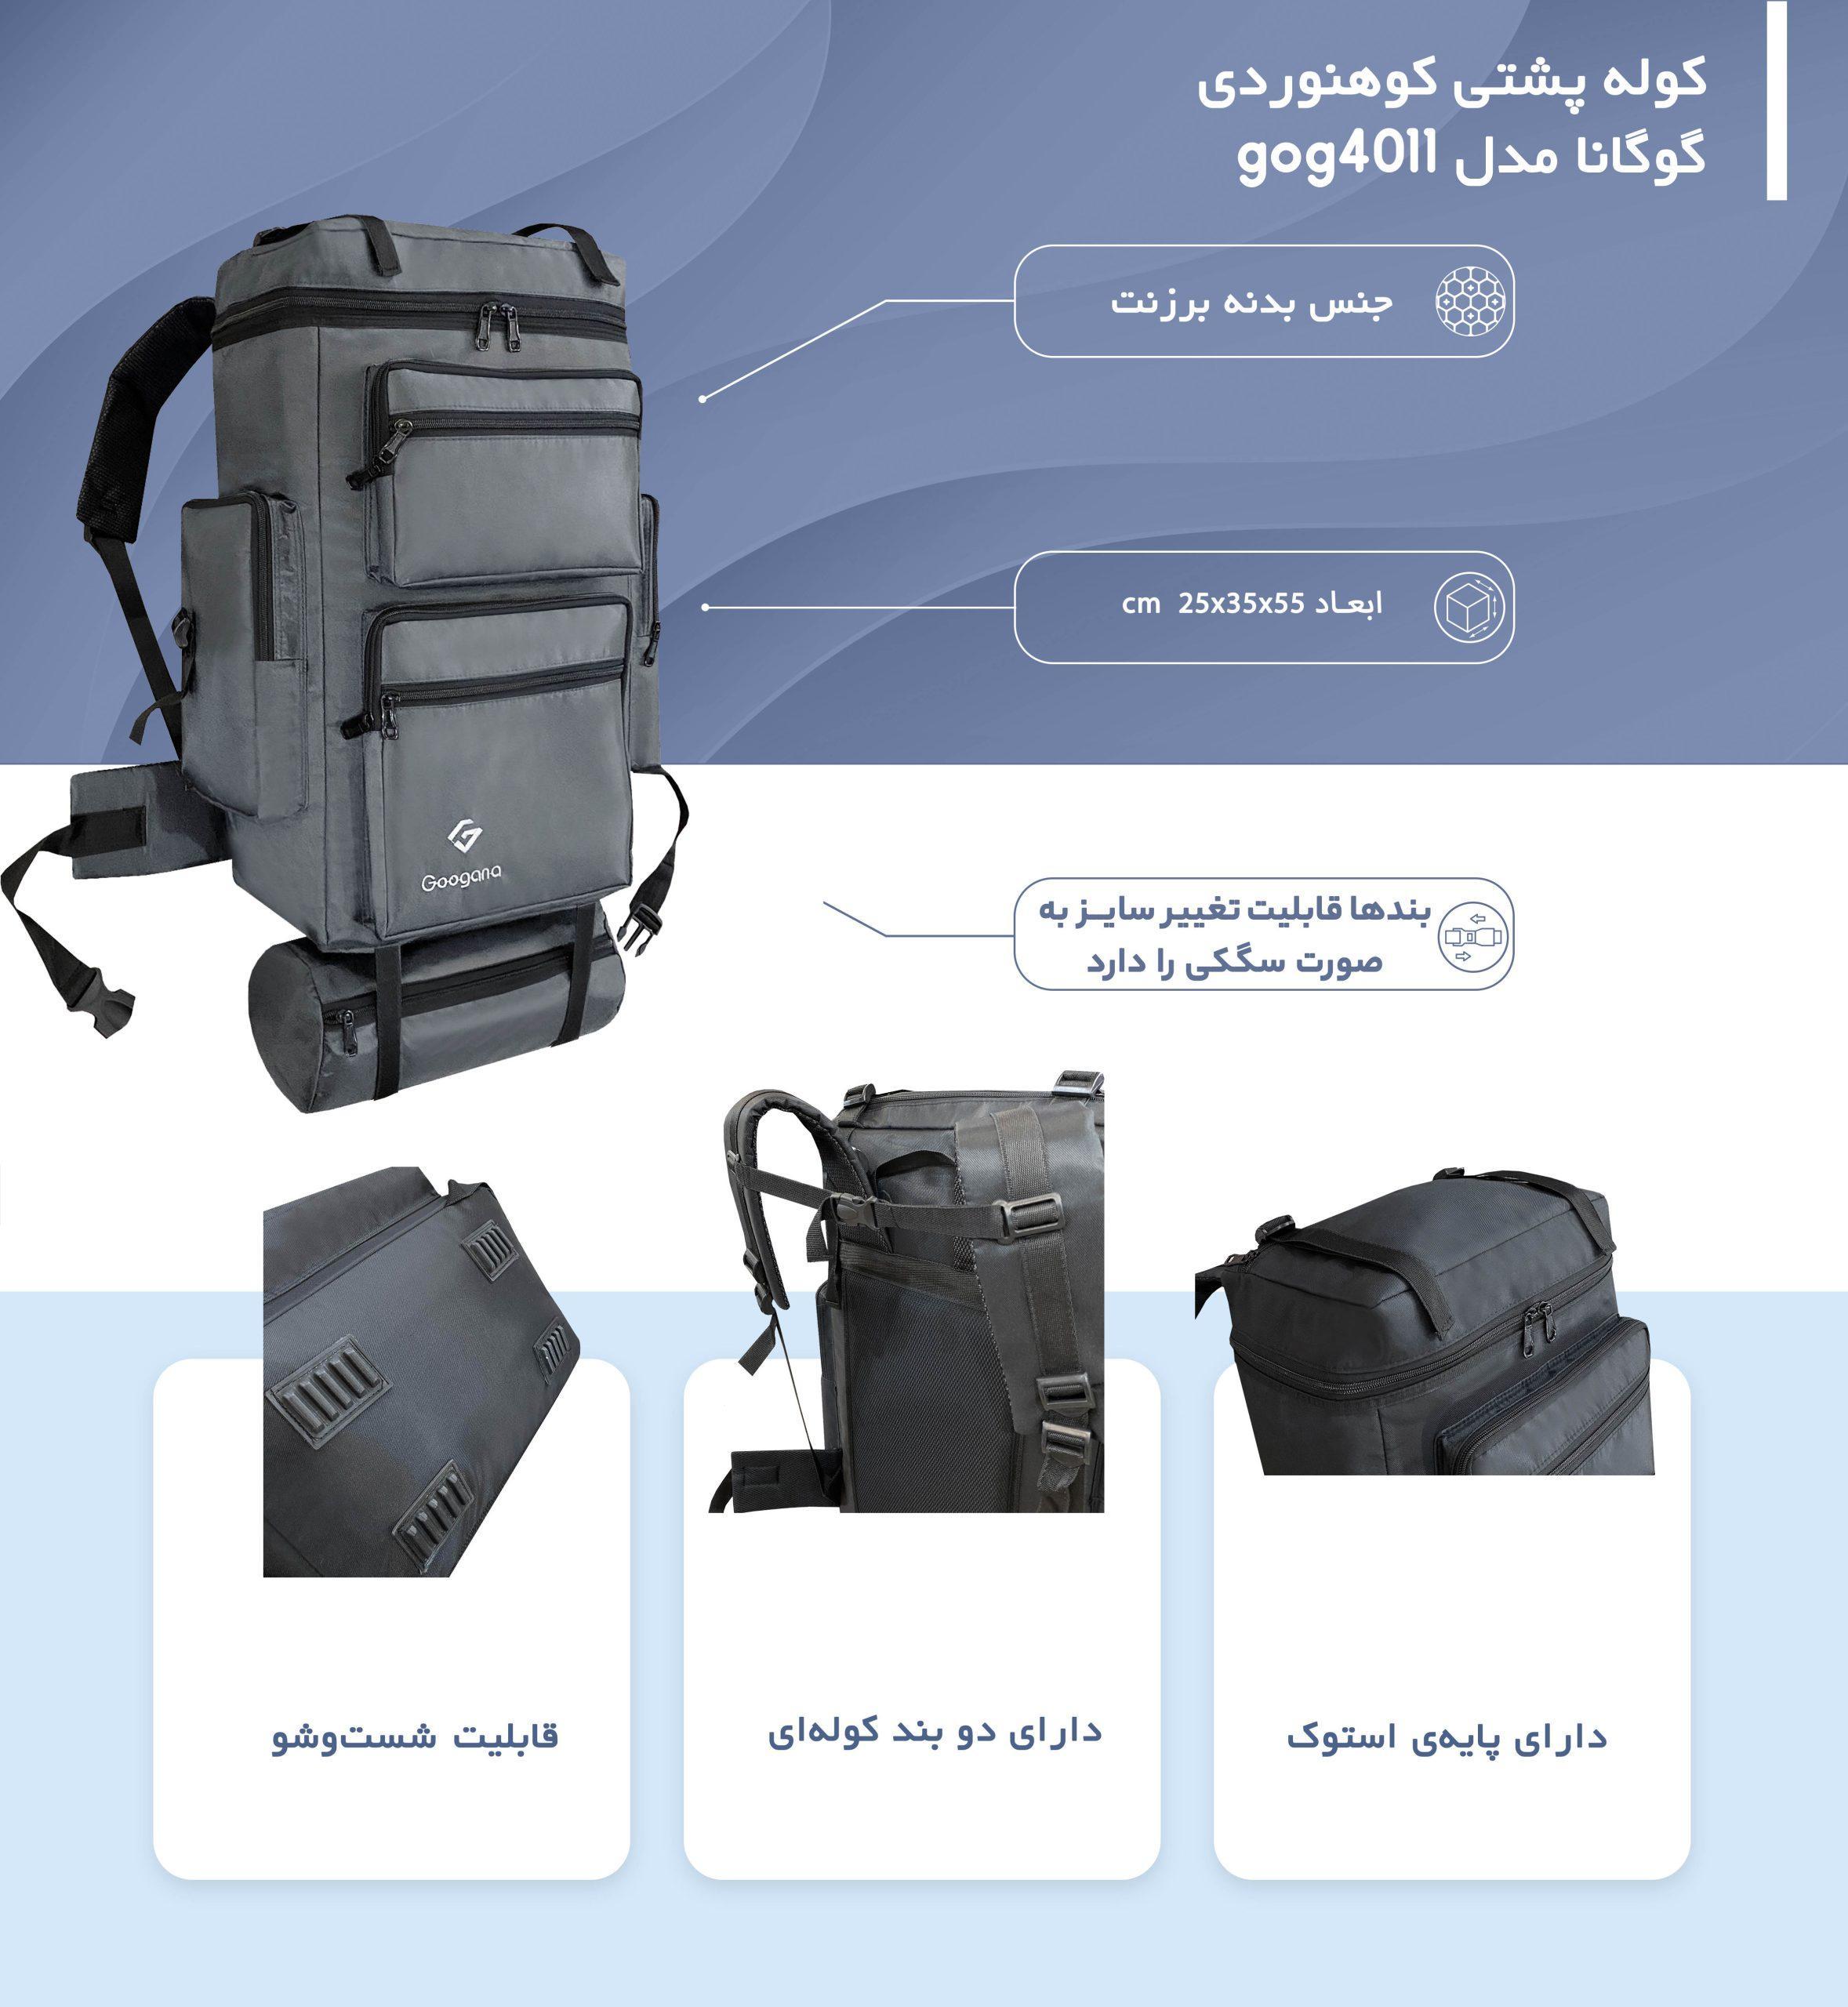 کوله پشتی کوهنوردی
گوگانا مدل gog4011
جنس بدنه برزنت
ابعاد 25x35x55 cm
بندها قابلیت تغییر سایز به
صورت سگکی را دارد
Googana
دارای پایه‌ی استوک
دارای دو بند کوله‌ای
قابلیت شست‌وشو